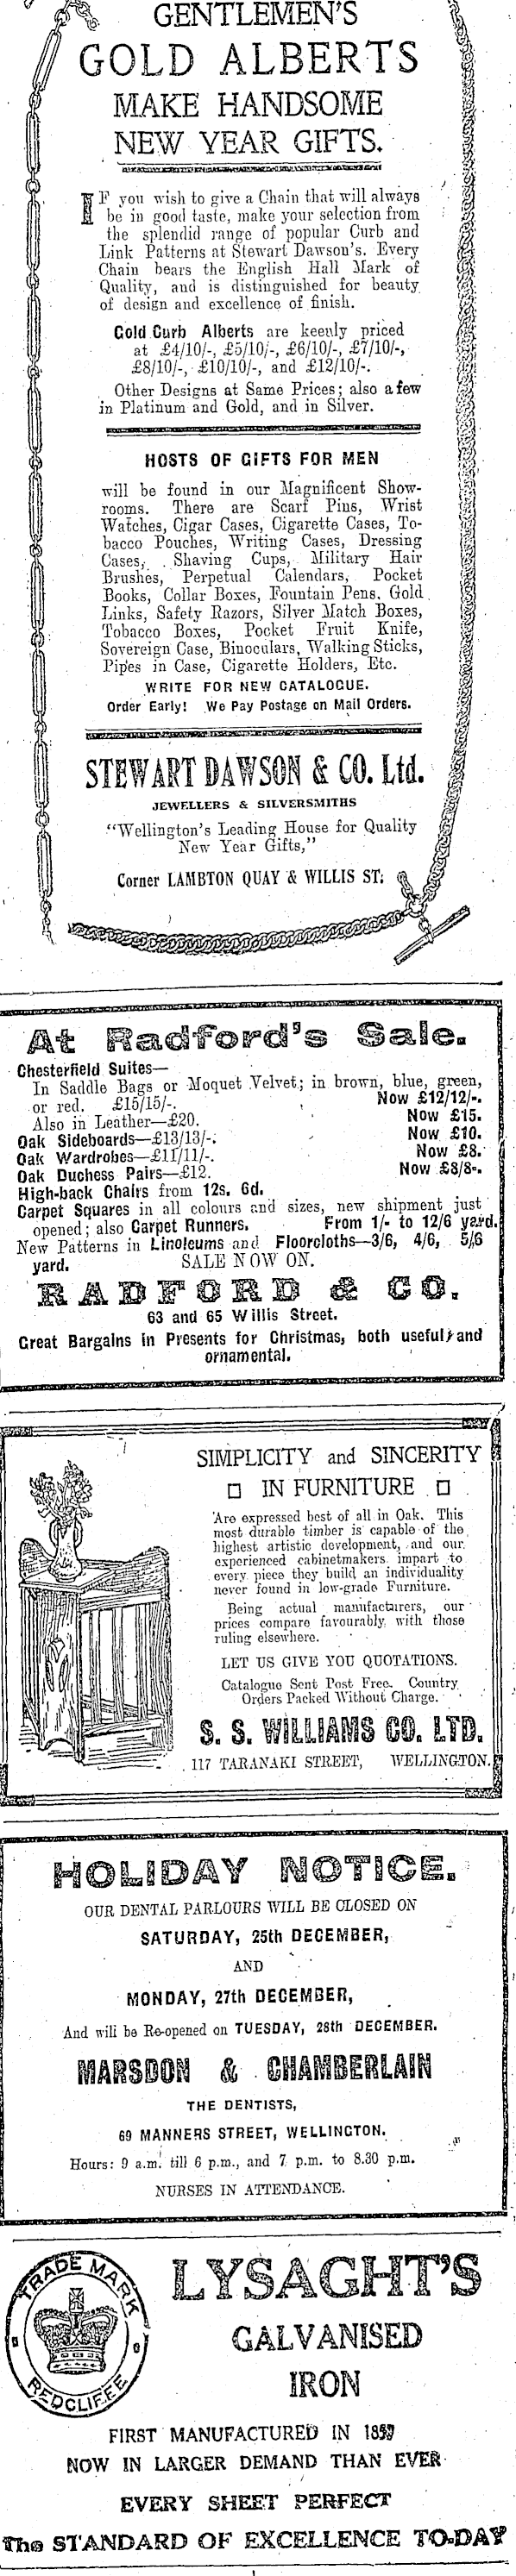 GENTLEMEN'S
GOLD ALBERTS
MAKE HANDSOME
NEW YEAR GIFTS.
IF you wish to give a Chain that will always
be in good taste, make your selection from
the splendid range of popular Curb and
Link Patterns at Stewart Dawson's. Every
Chain bears the English Hall Mark of
Quality, and is distinguished for beauty
of design and excellence of finish.
Gold Curb Alberts are keenly priced
at £4/10/-, £5/10/-, £6/10/-, £7/10/-,
£8/10/-, £10/10/-, and £12/10/-.
Other Designs at Same Prices; also a few
in Platinum and Gold, and in Silver.
HOSTS OF GIFTS FOR MEN
will be found in our Magnificent Show-
rooms. There are Scarf Pins, Wrist
Watches, Cigar Cases, Cigarette Cases, To-
bacco Pouches, Writing Cases, Dressing
Cases, Shaving Cups, Military Hair
Brushes, Perpetual Calendars, Pocket
Books, Collar Boxes, Fountain Pens, Gold
Links, Safety Razors, Silver Match Boxes,
Tobacco Boxes, Pocket Fruit Knife,
Sovereign Case, Binoculars, Walking Sticks,
Pipes in Case, Cigarette Holders, Etc.
WRITE FOR NEW CATALOGUE.
Order Early! We Pay Postage on Mail Orders.
STEWART DAWSON & CO. Ltd.
JEWELLERS & SILVERSMITHS
"Wellington's Leading House for Quality
New Year Gifts,"
Corner LAMBTON QUAY & WILLIS ST.
At Radford's Sale.
Chesterfield Suites—
In Saddle Bags or Moquet Velvet; in brown, blue, green,
or red. £15/15/-. Now £12/12/-.
Also in Leather—£20. Now £15.
Oak Sideboards—£13/13/-. Now £10.
Oak Wardrobes—£11/11/-. Now £8.
Oak Duchess Pairs—£12. Now £8/8-.
High-back Chairs from 12s. 6d.
Carpet Squares in all colours and sizes, new shipment just
opened; also Carpet Runners. From 1/- to 12/6 yard.
New Patterns in Linoleums and Floorcloths—3/6, 4/6, 5/6
yard. SALE NOW ON.
RADFORD & CO.
63 and 65 Willis Street.
Great Bargains in Presents for Christmas, both useful and
ornamental.
SIMPLICITY and SINCERITY
IN FURNITURE
Are expressed best of all in Oak. This
most durable timber is capable of the
highest artistic development, and our
experienced cabinetmakers impart to
every piece they build an individuality
never found in low-grade Furniture.
Being actual manufacturers, our
prices compare favourably with those
ruling elsewhere.
LET US GIVE YOU QUOTATIONS.
Catalogue Sent Post Free. Country
Orders Packed Without Charge.
S. S. WILLIAMS CO. LTD.
117 TARANAKI STREET, WELLINGTON.
HOLIDAY NOTICE.
OUR DENTAL PARLOURS WILL BE CLOSED ON
SATURDAY, 25th DECEMBER,
AND
MONDAY, 27th DECEMBER,
And will be Re-opened on TUESDAY, 28th DECEMBER.
MARSDON & CHAMBERLAIN
THE DENTISTS,
69 MANNERS STREET, WELLINGTON.
Hours: 9 a.m. till 6 p.m., and 7 p.m. to 8.30 p.m.
NURSES IN ATTENDANCE.
TRADE MARK
REDCLIFFE
LYSAGHT'S
GALVANISED
IRON
FIRST MANUFACTURED IN
NOW IN LARGER DEMAND THAN EVER
EVERY SHEET PERFECT
The STANDARD OF EXCELLENCE TO-DAY